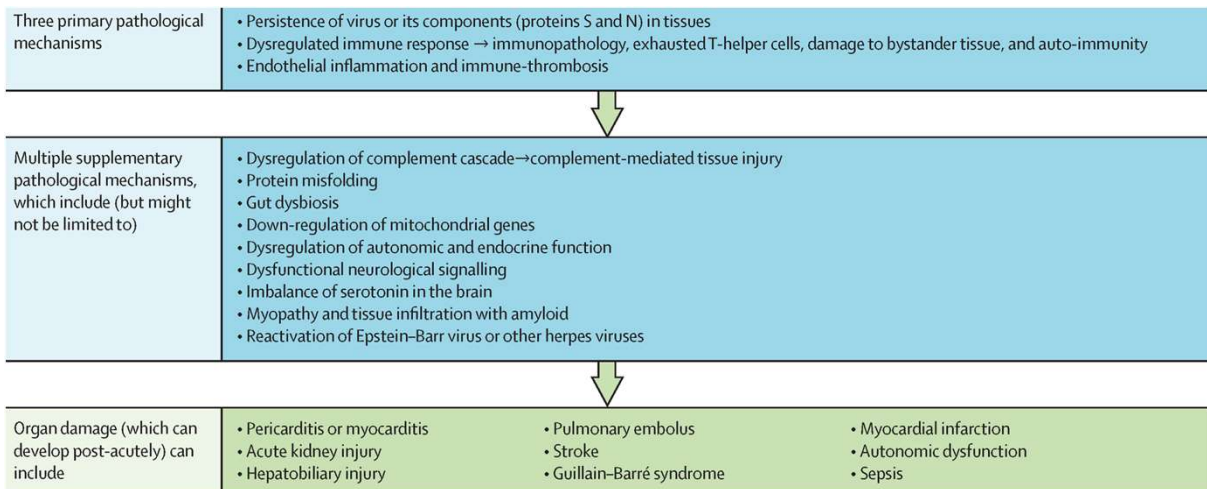 Three primary pathological
mechanisms
• Persistence of virus or its components (proteins S and N) in tissues
• Dysregulated immune response → immunopathology, exhausted T-helper cells, damage to bystander tissue, and auto-immunity
• Endothelial inflammation and immune-thrombosis
Multiple supplementary
pathological mechanisms,
which include (but might
not be limited to)
• Dysregulation of complement cascade→complement-mediated tissue injury
• Protein misfolding
• Gut dysbiosis
• Down-regulation of mitochondrial genes
• Dysregulation of autonomic and endocrine function
• Dysfunctional neurological signalling
• Imbalance of serotonin in the brain
• Myopathy and tissue infiltration with amyloid
• Reactivation of Epstein–Barr virus or other herpes viruses
Organ damage (which can
develop post-acutely) can
include
• Pericarditis or myocarditis
• Acute kidney injury
• Hepatobiliary injury
• Pulmonary embolus
• Stroke
• Guillain–Barré syndrome
• Myocardial infarction
• Autonomic dysfunction
• Sepsis